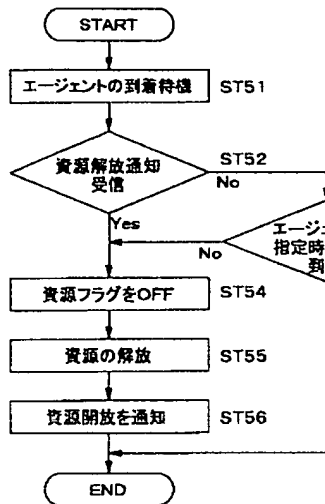 START
エージェントの到着待機
ST51
資源解放通知
受信
ST52
No
Yes
No
エージェ
指定時
到
資源フラグをOFF
ST54
資源の解放
ST55
資源開放を通知
ST56
END